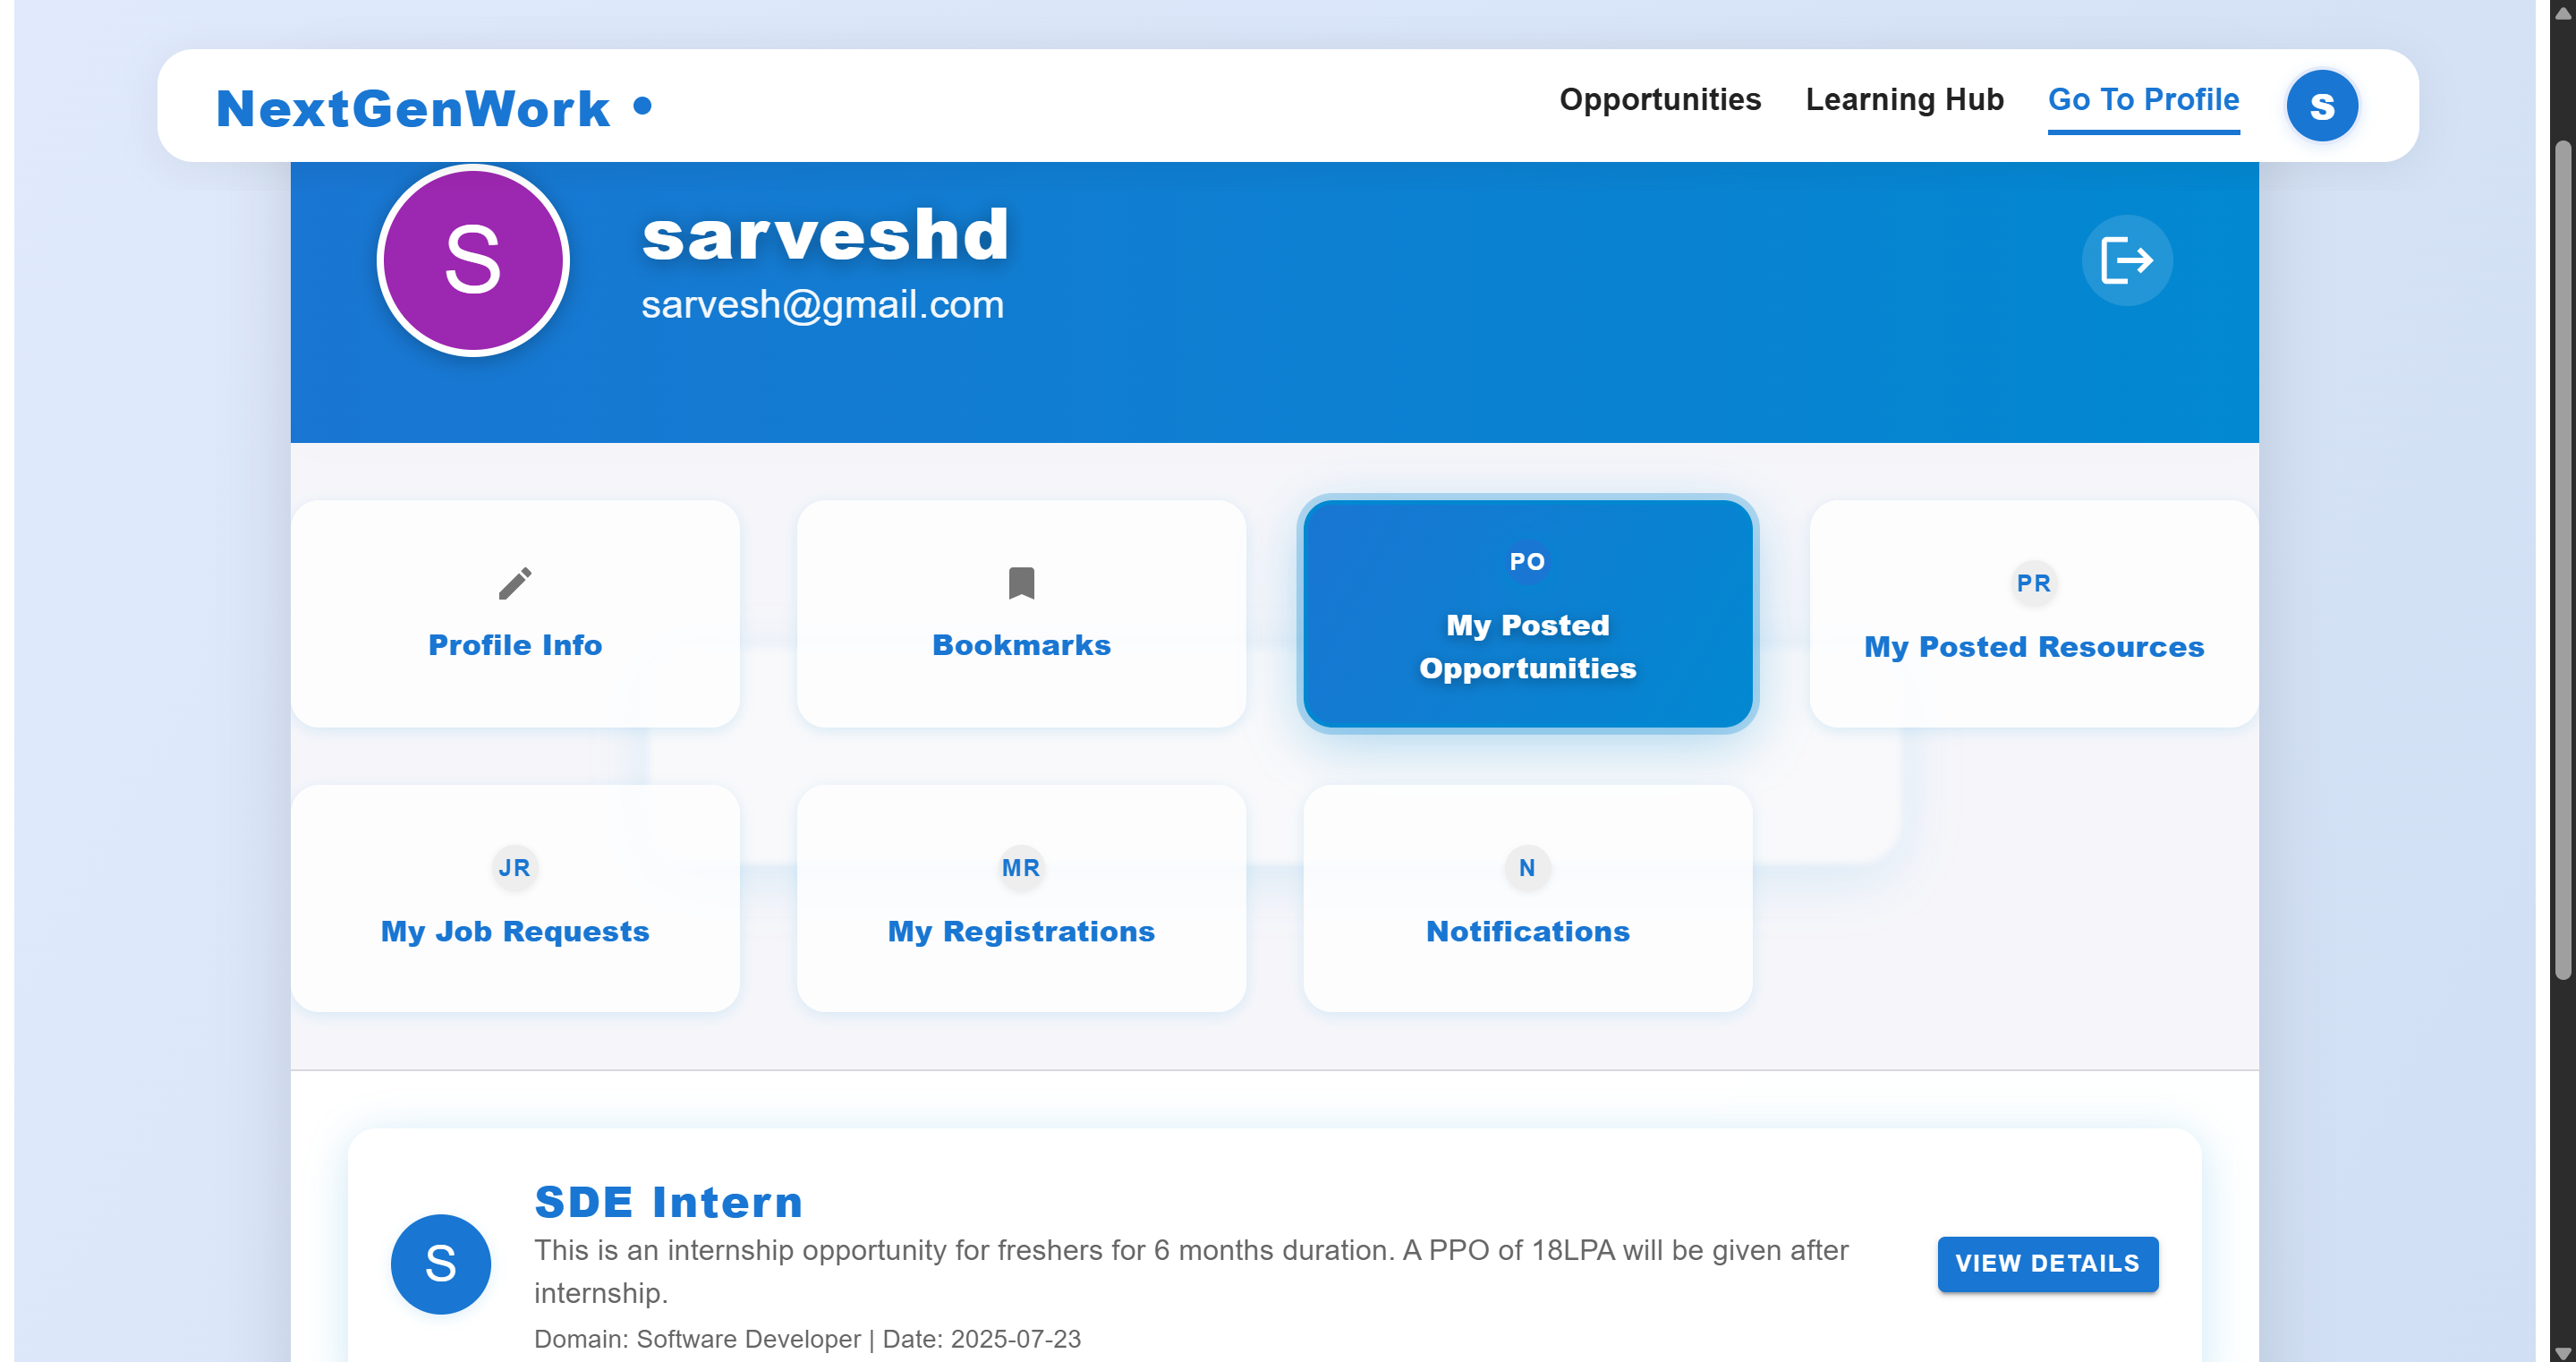 NextGenWork •
Opportunities Learning Hub Go To Profile S
S
sarveshd
sarvesh@gmail.com
Profile Info
Bookmarks
PO
My Posted
Opportunities
PR
My Posted Resources
JR
My Job Requests
MR
My Registrations
N
Notifications
S
SDE Intern
This is an internship opportunity for freshers for 6 months duration. A PPO of 18LPA will be given after
internship.
Domain: Software Developer | Date: 2025-07-23
VIEW DETAILS